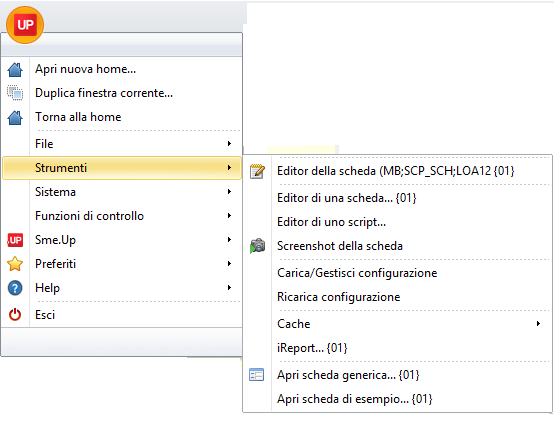 UP
Apri nuova home...
Duplica finestra corrente...
Torna alla home
File
Strumenti
Sistema
Funzioni di controllo
.UP Sme.Up
Preferiti
? Help
Esci
Editor della scheda (MB;SCP_SCH;LOA12 {01}
Editor di una scheda... {01}
Editor di uno script...
Screenshot della scheda
Carica/Gestisci configurazione
Ricarica configurazione
Cache
iReport... {01}
Apri scheda generica... {01}
Apri scheda di esempio... {01}